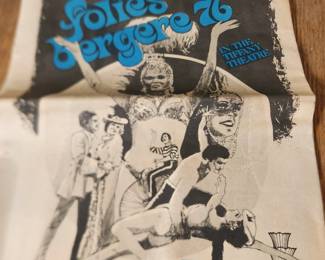 folies
bergere 76
IN THE
TIFFANY
THEATRE